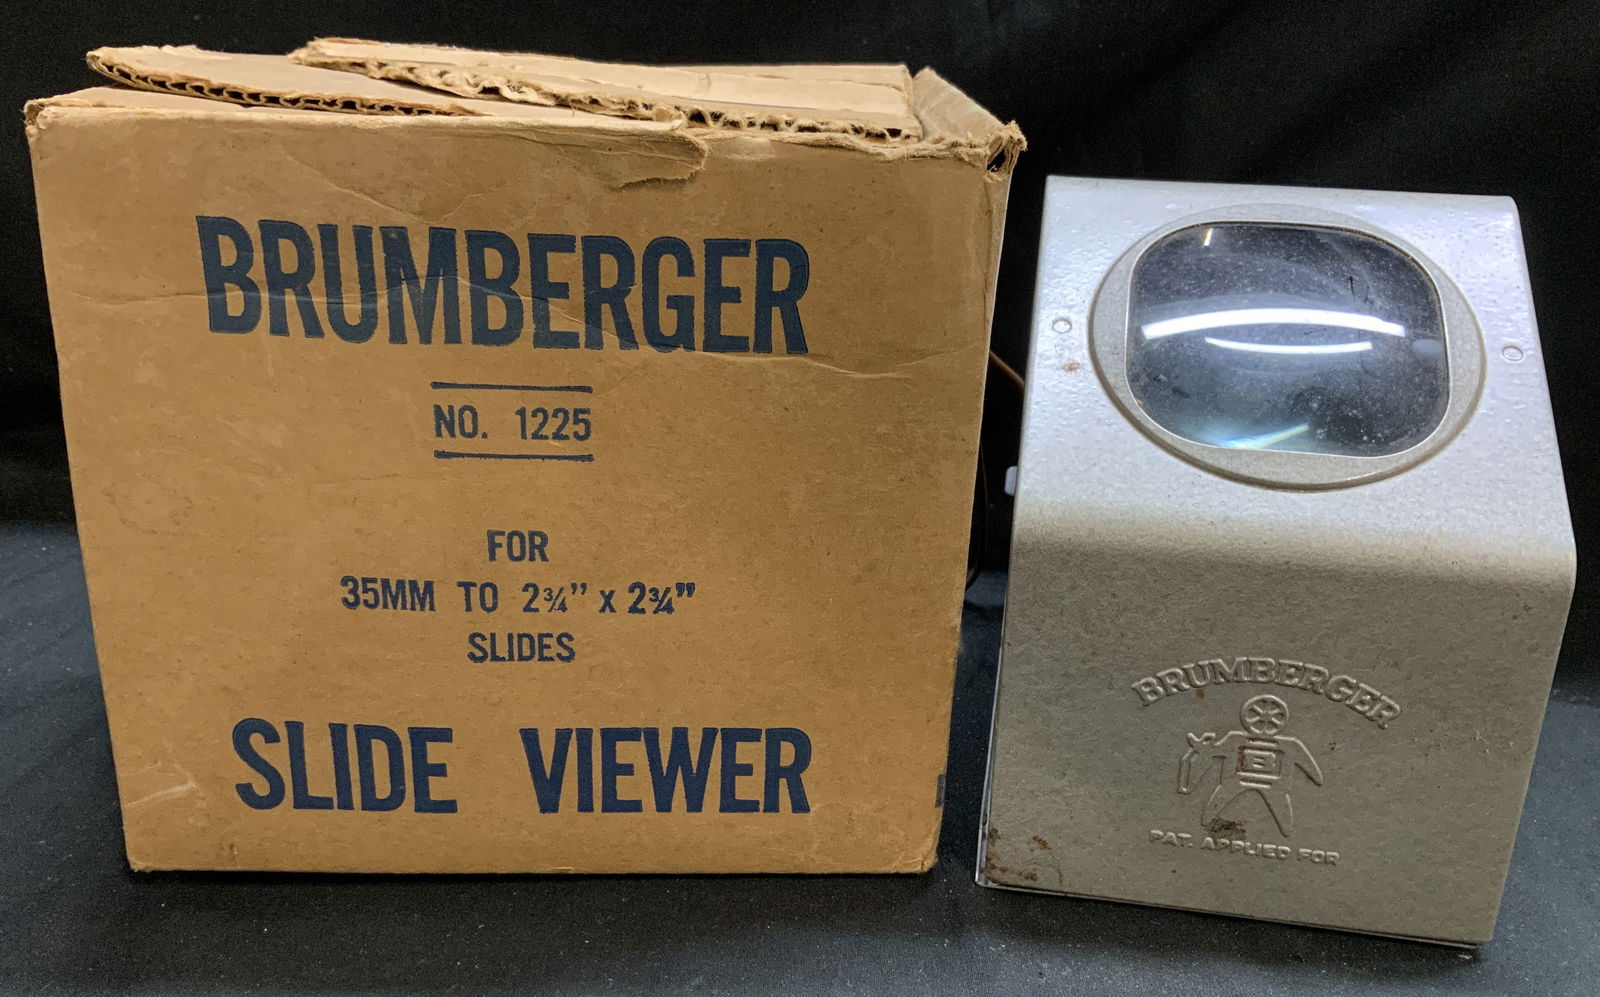 BRUMBERGER
NO. 1225
FOR
35MM TO 2¾" x 2¾"
SLIDES
SLIDE VIEWER
BRUMBERGER
B
PAT. APPLIED FOR